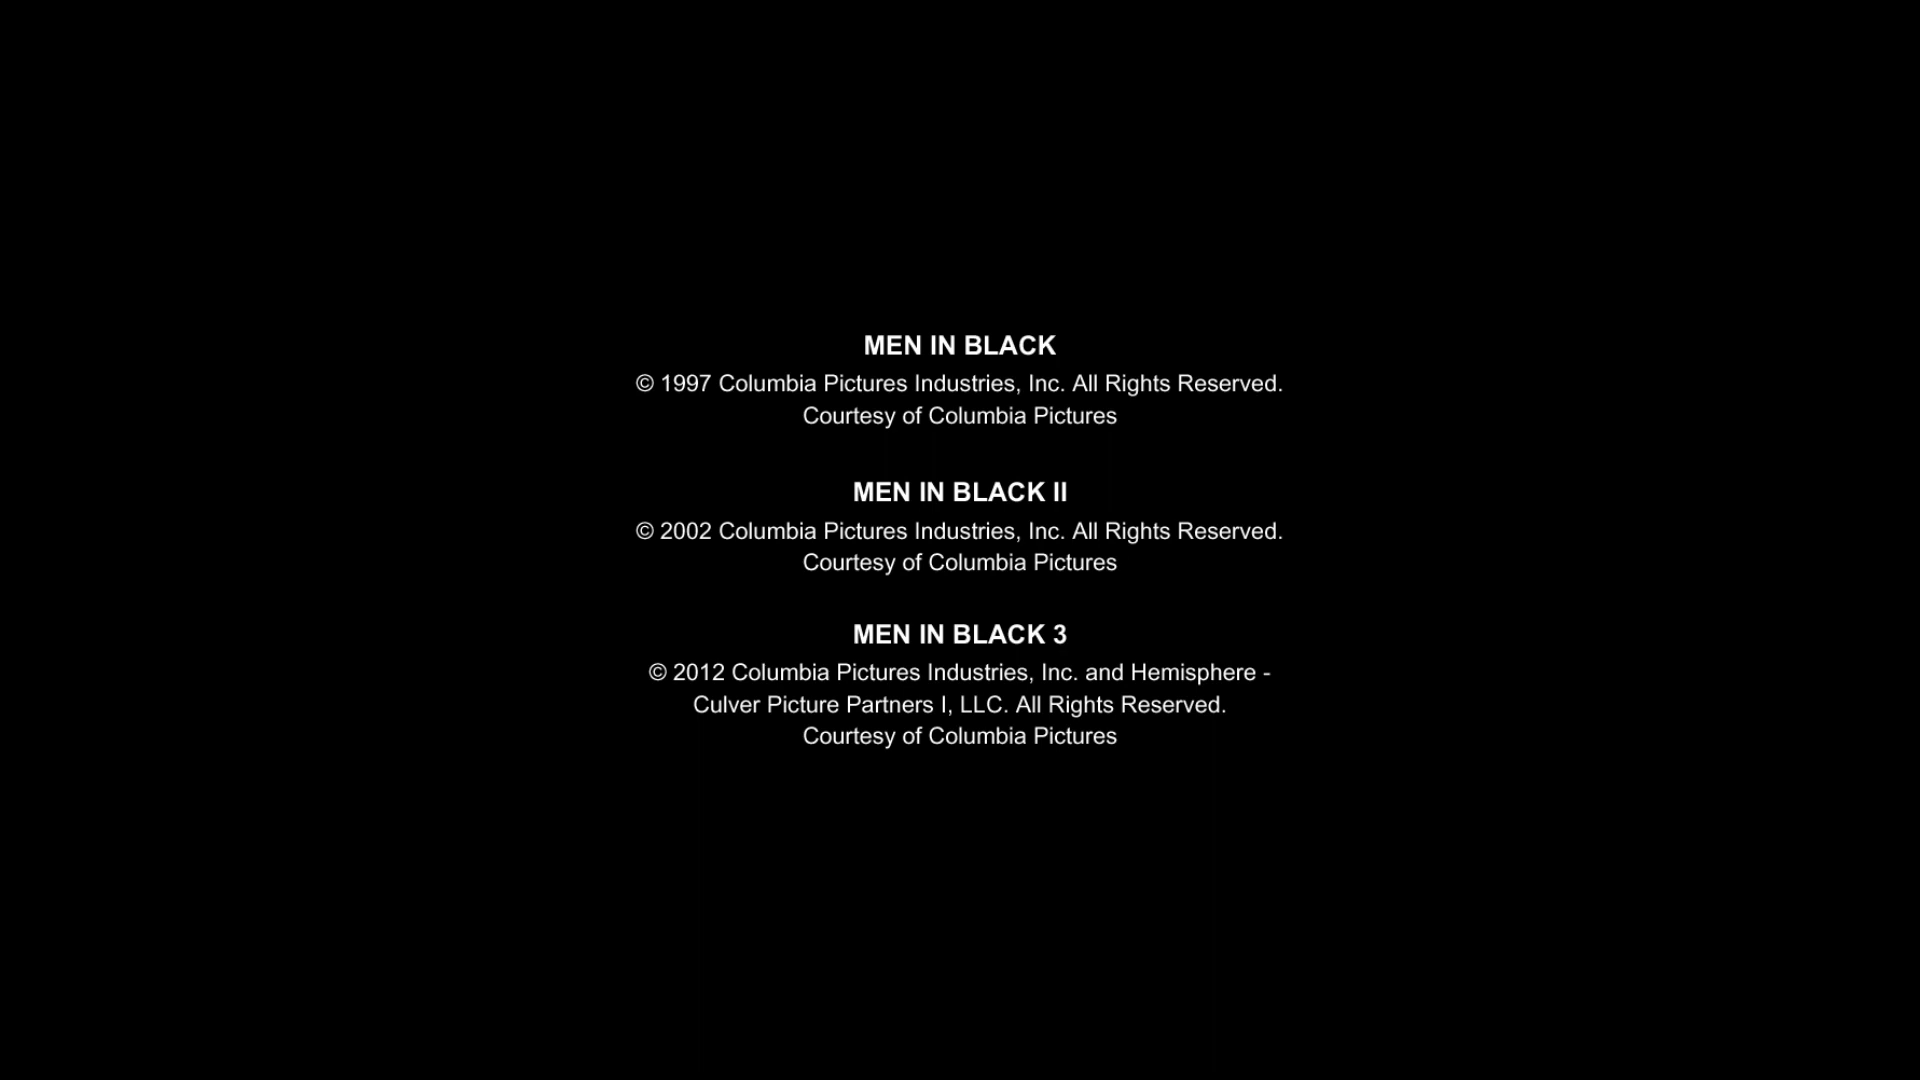 MEN IN BLACK
© 1997 Columbia Pictures Industries, Inc. All Rights Reserved.
Courtesy of Columbia Pictures
MEN IN BLACK II
© 2002 Columbia Pictures Industries, Inc. All Rights Reserved.
Courtesy of Columbia Pictures
MEN IN BLACK 3
© 2012 Columbia Pictures Industries, Inc. and Hemisphere -
Culver Picture Partners I, LLC. All Rights Reserved.
Courtesy of Columbia Pictures